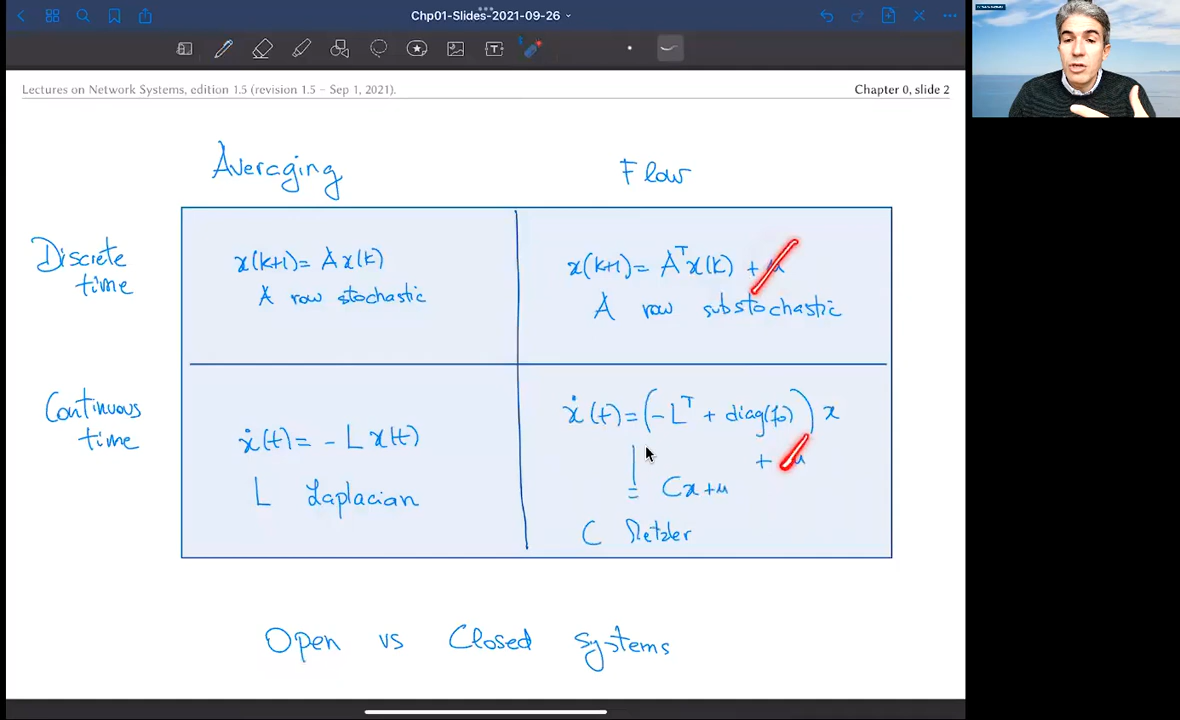 Chp01-Slides-2021-09-26
Lectures on Network Systems, edition 1.5 (revision 1.5 – Sep 1, 2021).
Chapter 0, slide 2
Averaging
Flow
Discrete time
x(k+1) = A x(k)
A row stochastic
x(k+1) = Aᵀx(k) + u
A row substochastic
Continuous time
ẋ(t) = - L x(t)
L Laplacian
ẋ(t) = (-Lᵀ + diag(f₀)) x
+ u
= Cx + u
C Metzler
Open vs Closed systems